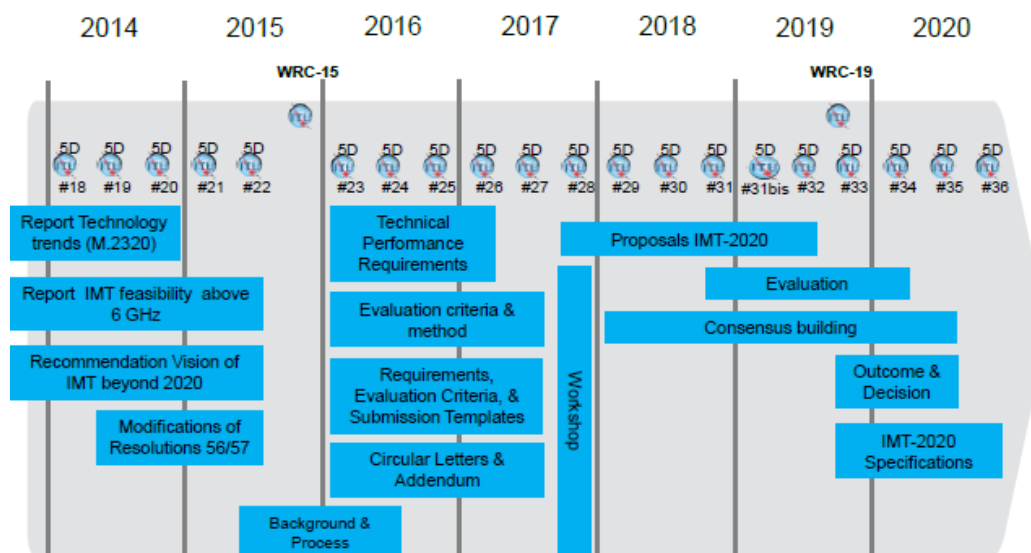 2014 2015 2016 2017 2018 2019 2020
WRC-15 WRC-19
5D 5D 5D 5D 5D 5D 5D 5D 5D 5D 5D 5D 5D 5D 5D 5D 5D 5D 5D 5D
#18 #19 #20 #21 #22 #23 #24 #25 #26 #27 #28 #29 #30 #31 #31bis #32 #33 #34 #35 #36
Report Technology
trends (M.2320)
Technical
Performance
Requirements
Proposals IMT-2020
Report IMT feasibility above
6 GHz
Evaluation criteria &
method
Evaluation
Consensus building
Recommendation Vision of
IMT beyond 2020
Requirements,
Evaluation Criteria, &
Submission Templates
Workshop
Outcome &
Decision
Modifications of
Resolutions 56/57
Circular Letters &
Addendum
IMT-2020
Specifications
Background &
Process